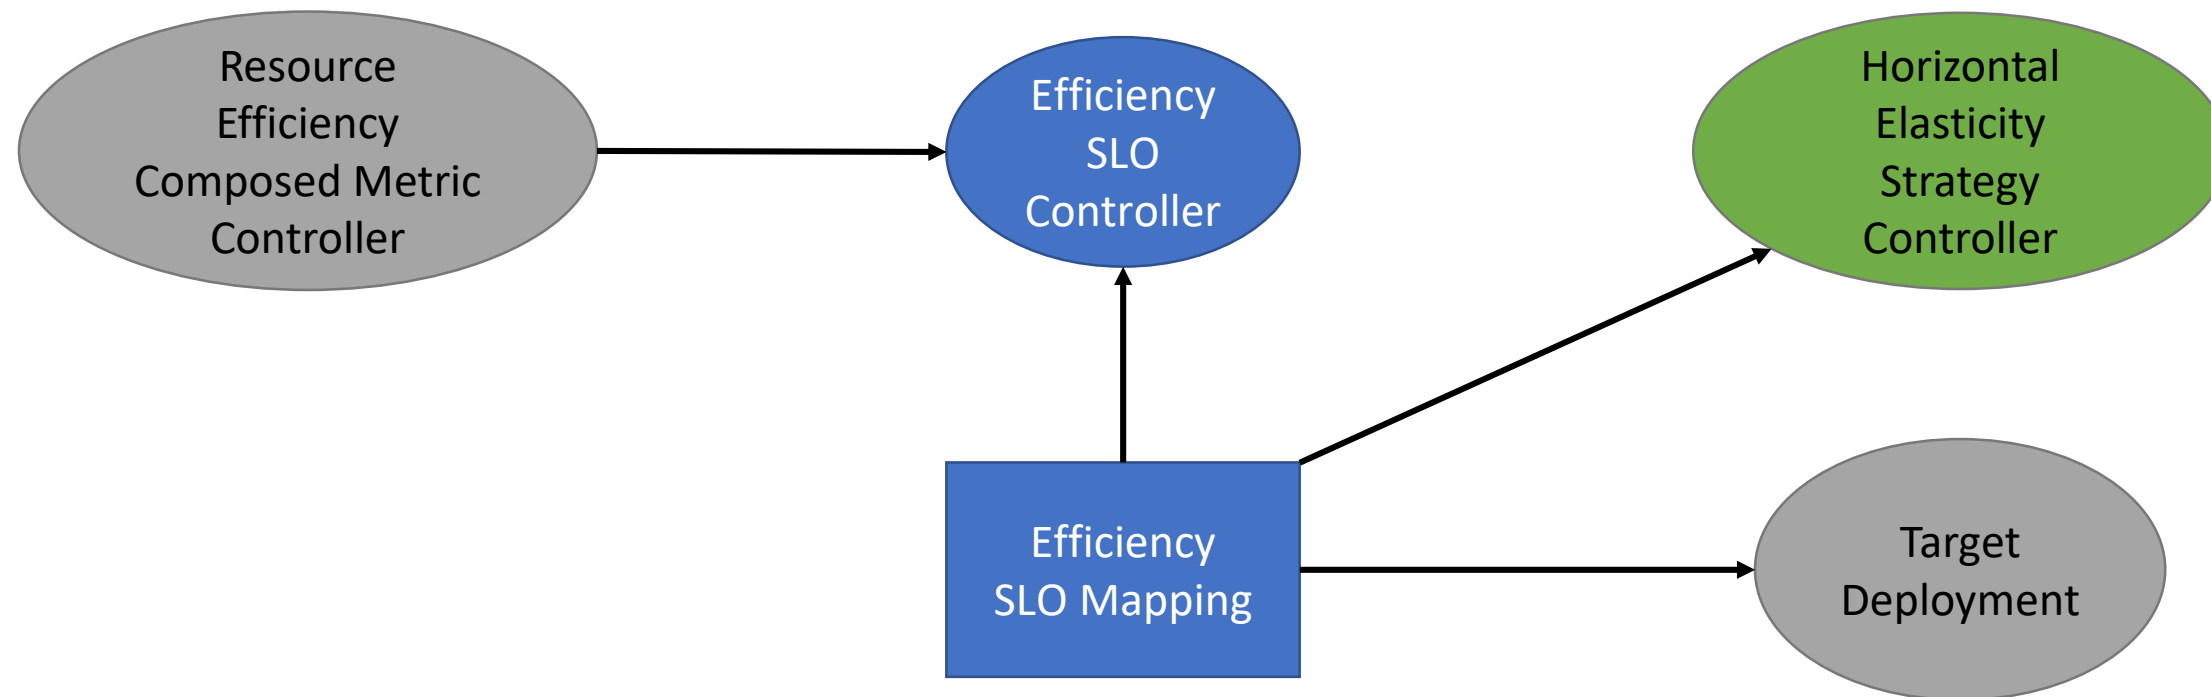 Resource
Efficiency
Composed Metric
Controller
Efficiency
SLO
Controller
Horizontal
Elasticity
Strategy
Controller
Efficiency
SLO Mapping
Target
Deployment